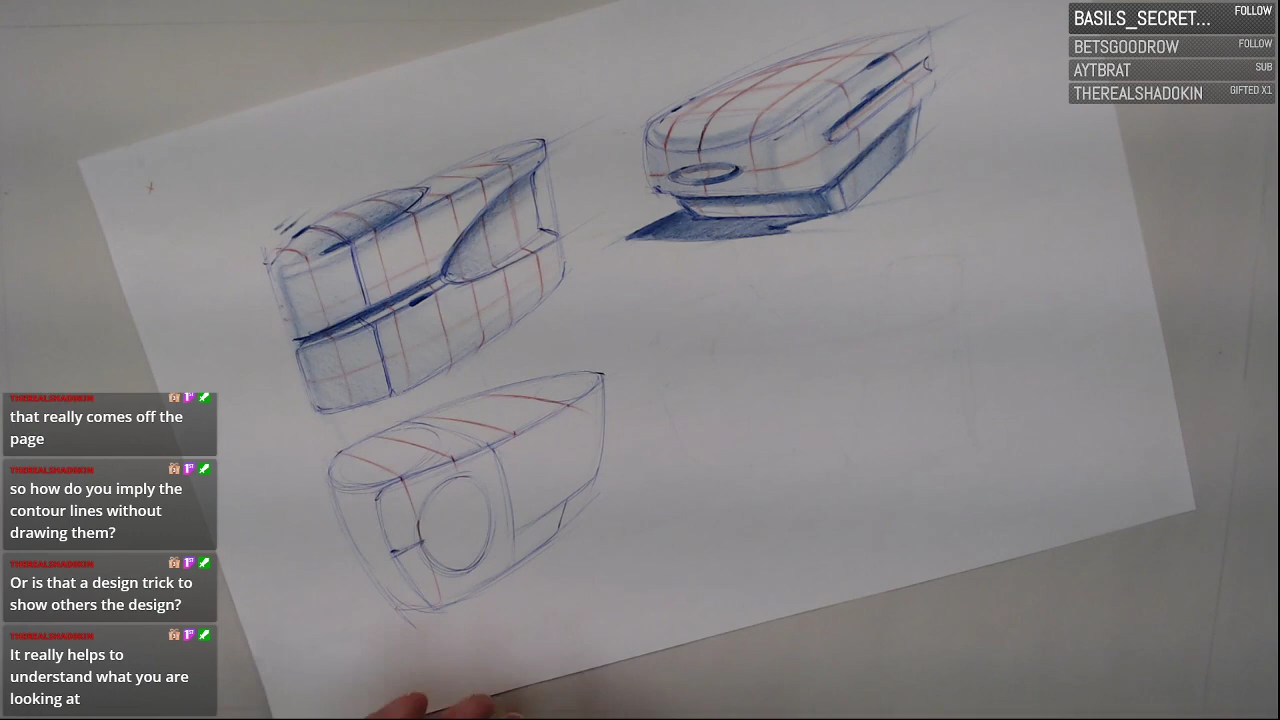 BASILS_SECRET... FOLLOW
BETSGOODROW FOLLOW
AYTBRAT SUB
THEREALSHADOKIN GIFTED X1
THEREALSHADOKIN
that really comes off the
page
THEREALSHADOKIN
so how do you imply the
contour lines without
drawing them?
THEREALSHADOKIN
Or is that a design trick to
show others the design?
THEREALSHADOKIN
It really helps to
understand what you are
looking at